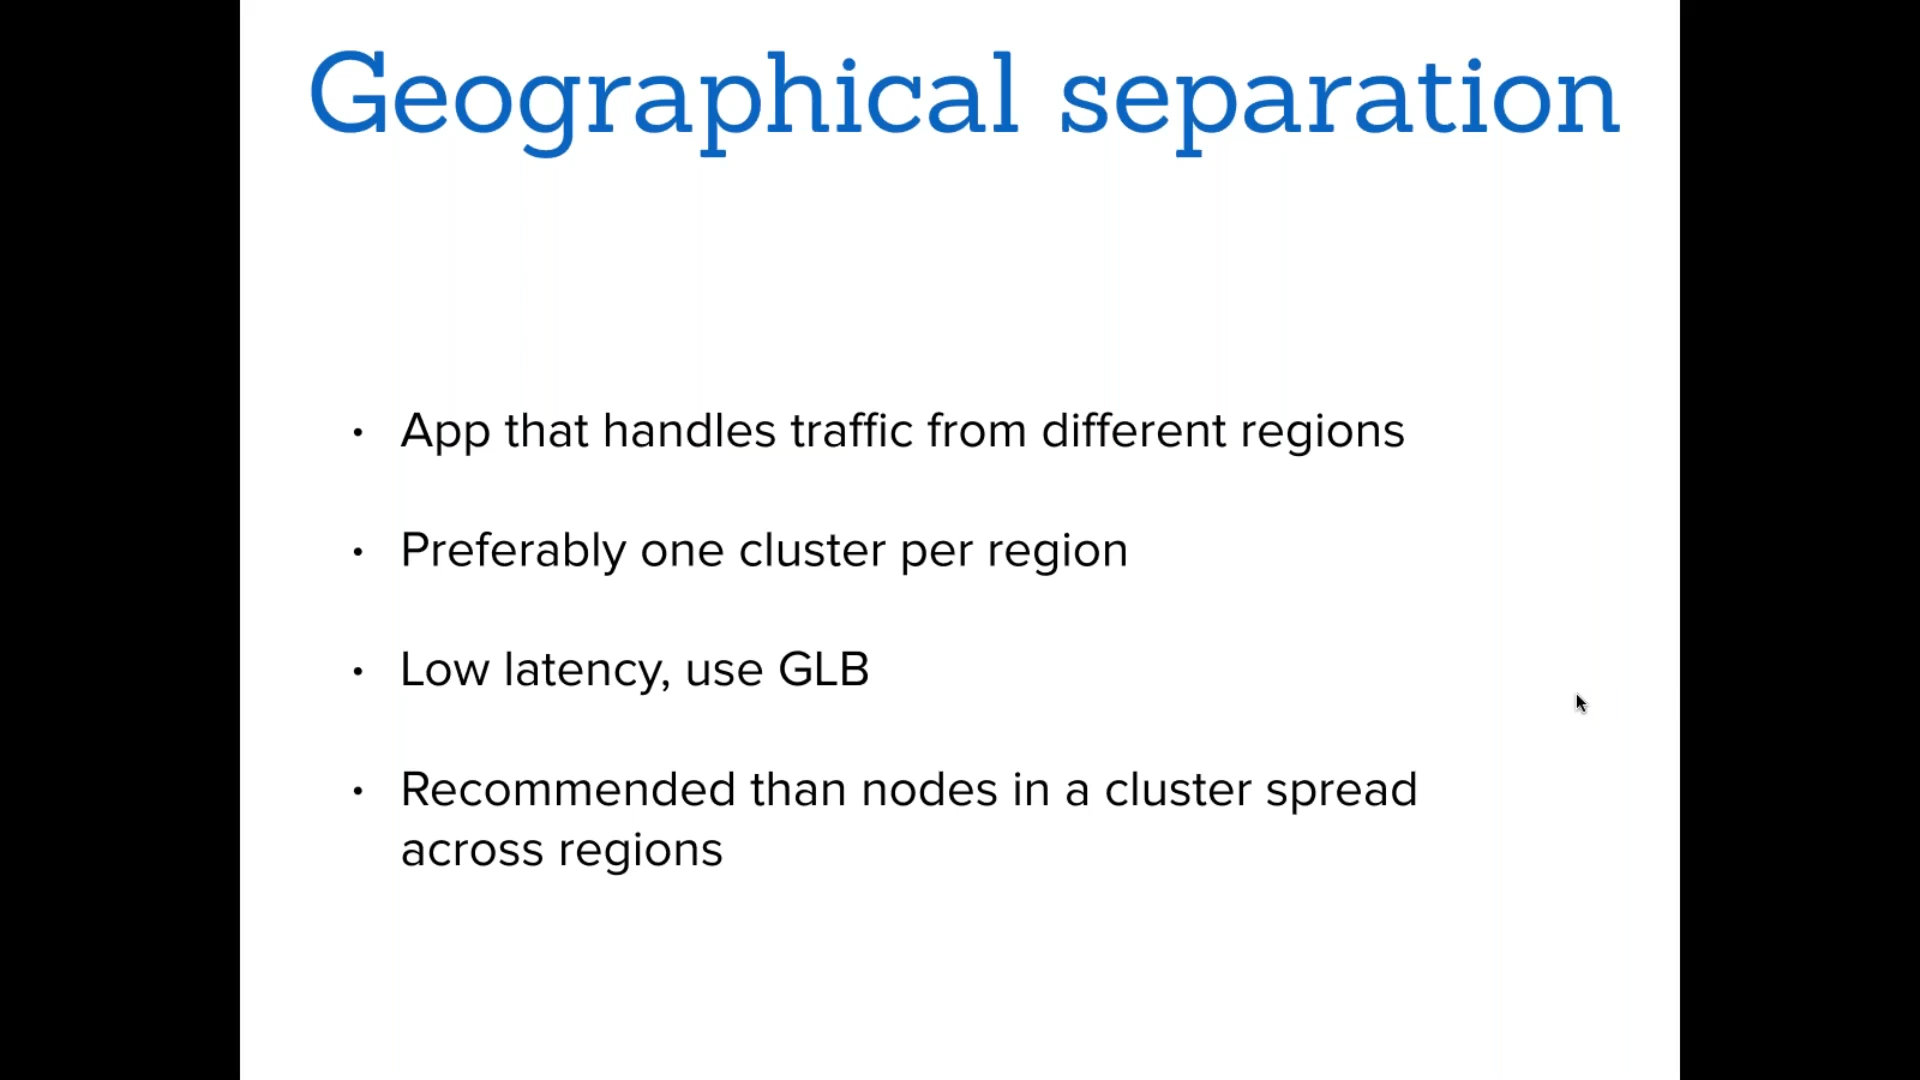 Geographical separation
• App that handles traffic from different regions
• Preferably one cluster per region
• Low latency, use GLB
• Recommended than nodes in a cluster spread
across regions